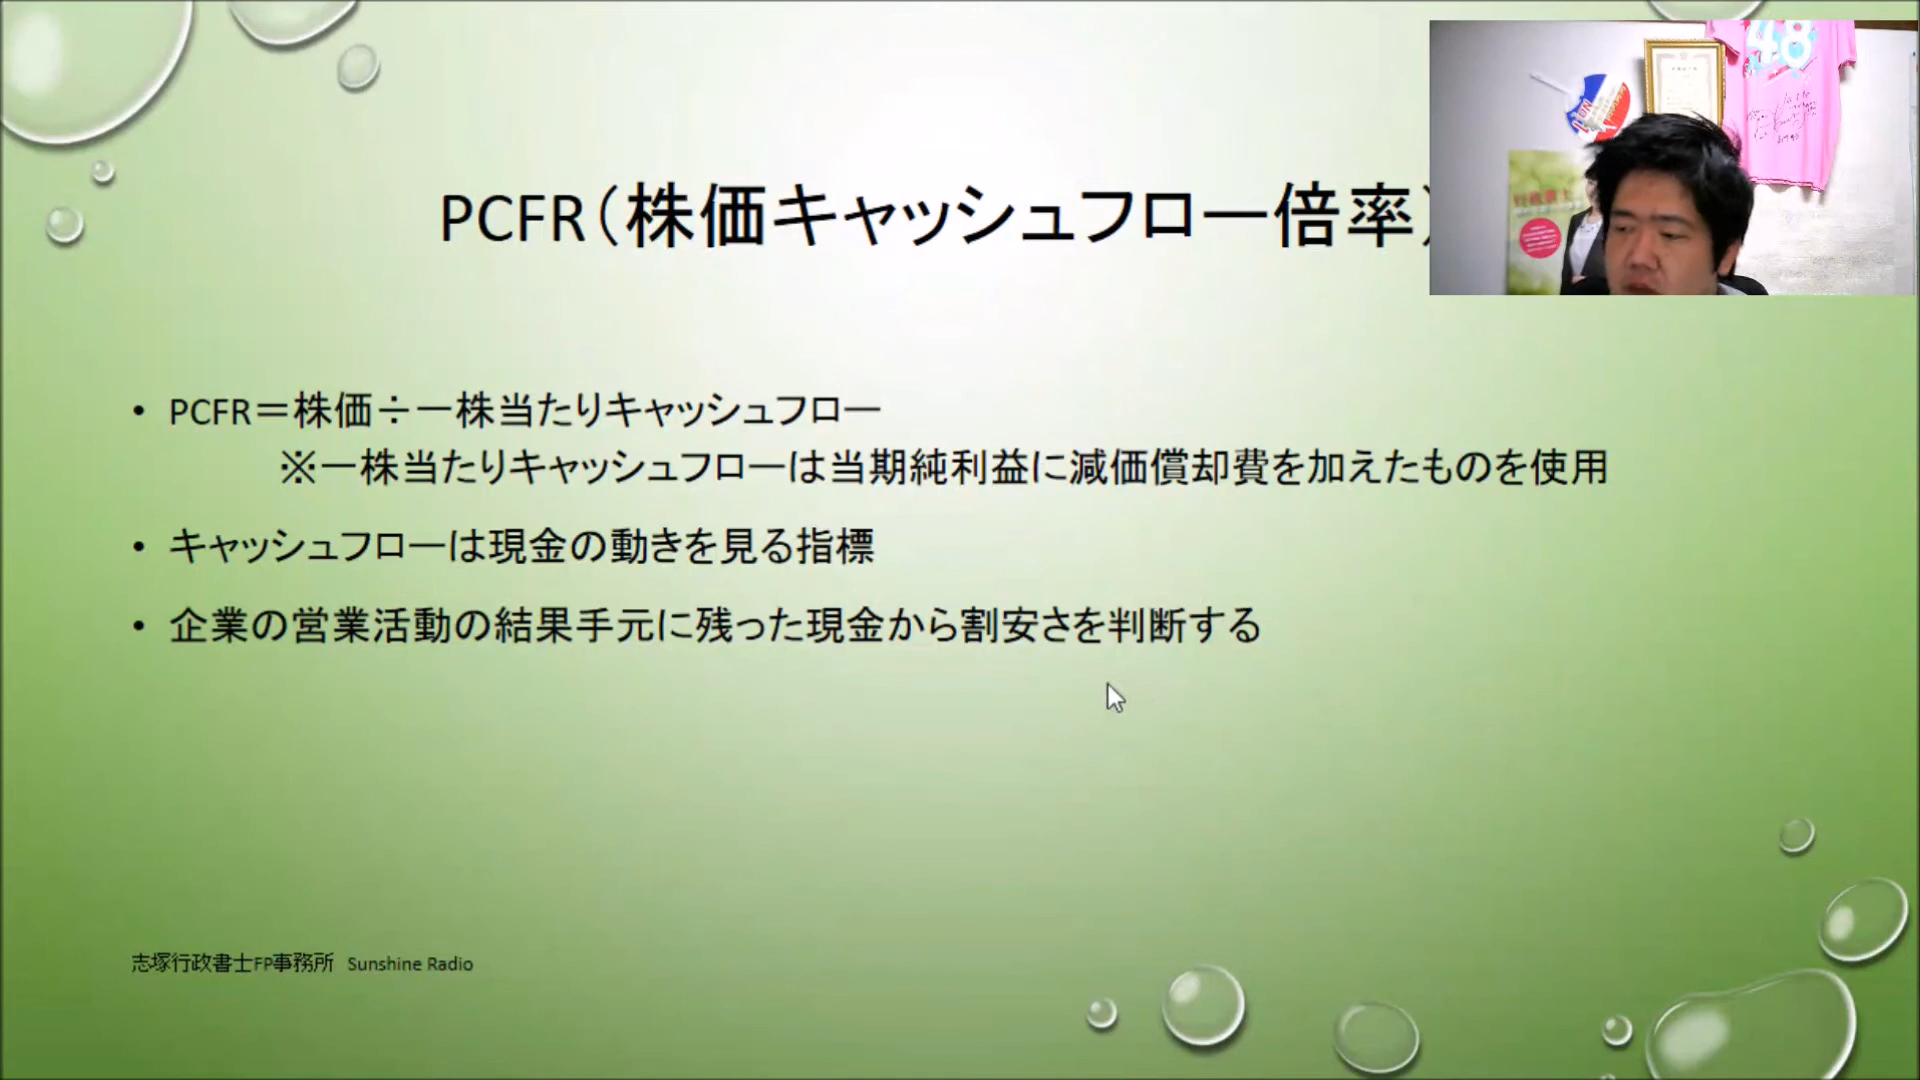 PCFR（株価キャッシュフロー倍率）
48
• PCFR＝株価÷一株当たりキャッシュフロー
※一株当たりキャッシュフローは当期純利益に減価償却費を加えたものを使用
• キャッシュフローは現金の動きを見る指標
• 企業の営業活動の結果手元に残った現金から割安さを判断する
志塚行政書士FP事務所 Sunshine Radio